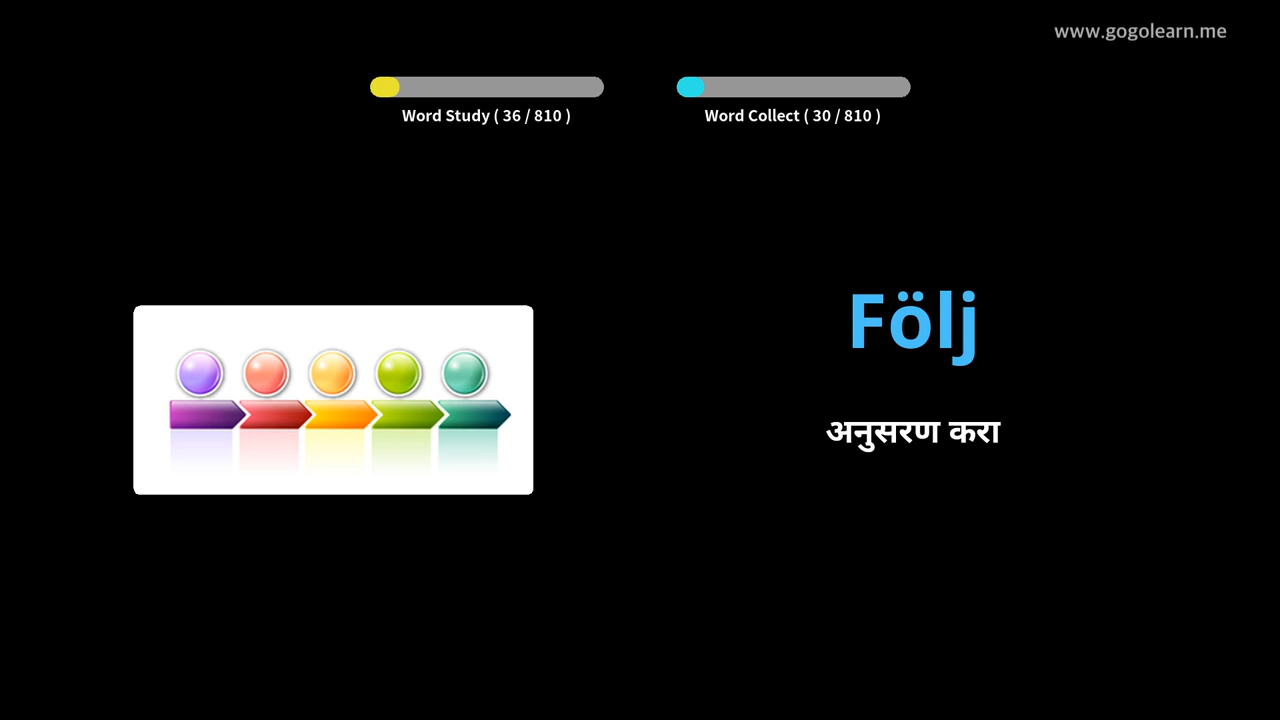 www.gogolearn.me
Word Study ( 36 / 810 )
Word Collect ( 30 / 810 )
Följ
अनुसरण करा